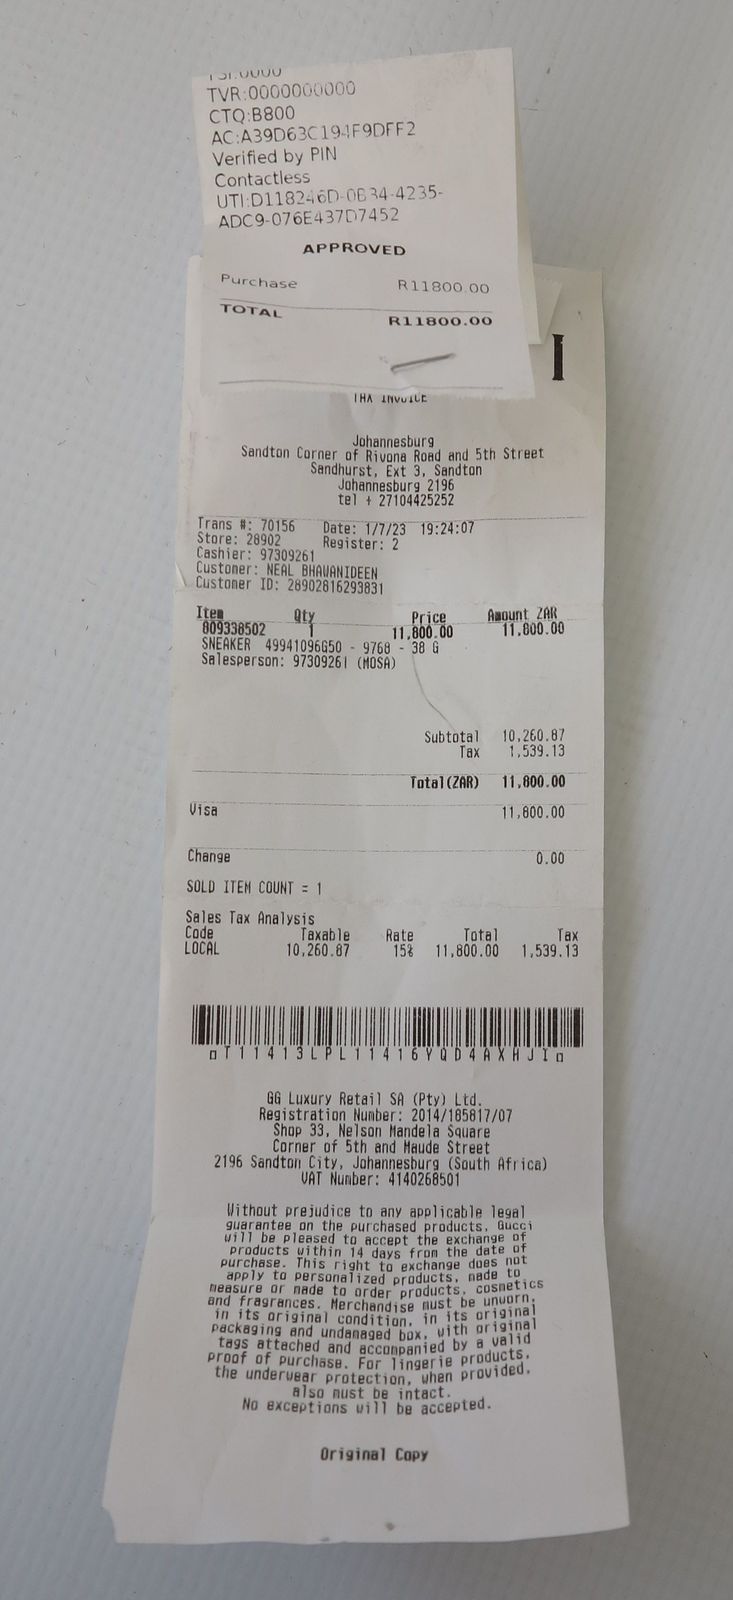 TSI:0000
TVR:0000000000
CTQ:B800
AC:A39D63C194F9DFF2
Verified by PIN
Contactless
UTI:D118246D-0B34-4235-
ADC9-076E437D7452
APPROVED
Purchase R11800.00
TOTAL R11800.00
I
TAX INVOICE
Johannesburg
Sandton Corner of Rivona Road and 5th Street
Sandhurst, Ext 3, Sandton
Johannesburg 2196
tel + 27104425252
Trans #: 70156 Date: 1/7/23 19:24:07
Store: 28902 Register: 2
Cashier: 97309261
Customer: NEAL BHAWANIDEEN
Customer ID: 28902816293831
Item Qty Price Amount ZAR
809338502 1 11,800.00 11,800.00
SNEAKER 49941096G50 - 9768 - 38 G
Salesperson: 97309261 (MOSA)
Subtotal 10,260.87
Tax 1,539.13
Total(ZAR) 11,800.00
Visa 11,800.00
Change 0.00
SOLD ITEM COUNT = 1
Sales Tax Analysis
Code Taxable Rate Total Tax
LOCAL 10,260.87 15% 11,800.00 1,539.13
T11413LPL11416YQD4AXHJI
GG Luxury Retail SA (Pty) Ltd.
Registration Number: 2014/185817/07
Shop 33, Nelson Mandela Square
Corner of 5th and Maude Street
2196 Sandton City, Johannesburg (South Africa)
VAT Number: 4140268501
Without prejudice to any applicable legal
guarantee on the purchased products, Gucci
will be pleased to accept the exchange of
products within 14 days from the date of
purchase. This right to exchange does not
apply to personalized products, made to
measure or made to order products, cosmetics
and fragrances. Merchandise must be unworn,
in its original condition, in its original
packaging and undamaged box, with original
tags attached and accompanied by a valid
proof of purchase. For lingerie products,
the underwear protection, when provided,
also must be intact.
No exceptions will be accepted.
Original Copy